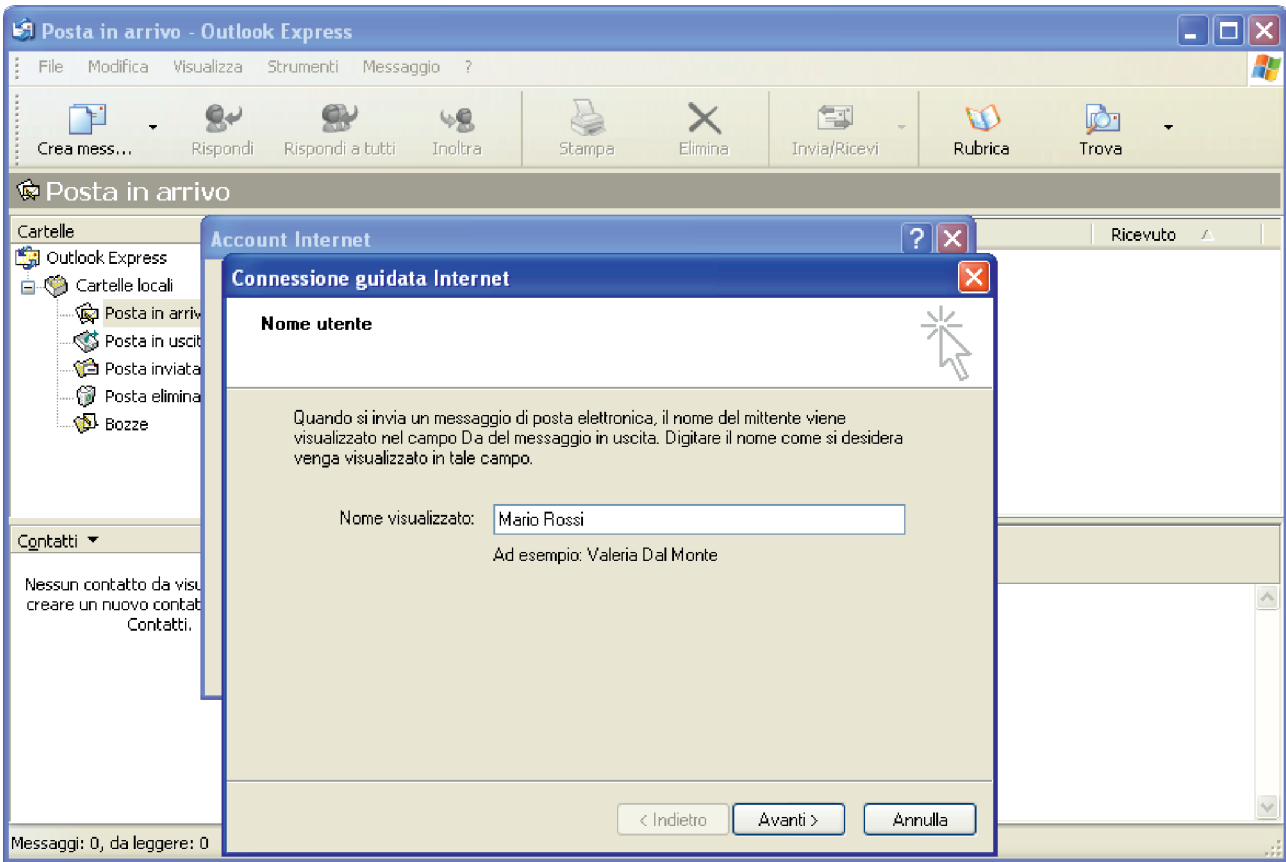 Posta in arrivo - Outlook Express
File Modifica Visualizza Strumenti Messaggio ?
Crea mess... Rispondi Rispondi a tutti Inoltra Stampa Elimina Invia/Ricevi Rubrica Trova
Posta in arrivo
Cartelle
Outlook Express
Cartelle locali
Posta in arriv
Posta in uscit
Posta inviata
Posta elimina
Bozze
Ricevuto
Contatti
Nessun contatto da visu
creare un nuovo contat
Contatti.
Account Internet
Connessione guidata Internet
Nome utente
Quando si invia un messaggio di posta elettronica, il nome del mittente viene
visualizzato nel campo Da del messaggio in uscita. Digitare il nome come si desidera
venga visualizzato in tale campo.
Nome visualizzato: Mario Rossi
Ad esempio: Valeria Dal Monte
< Indietro Avanti > Annulla
Messaggi: 0, da leggere: 0